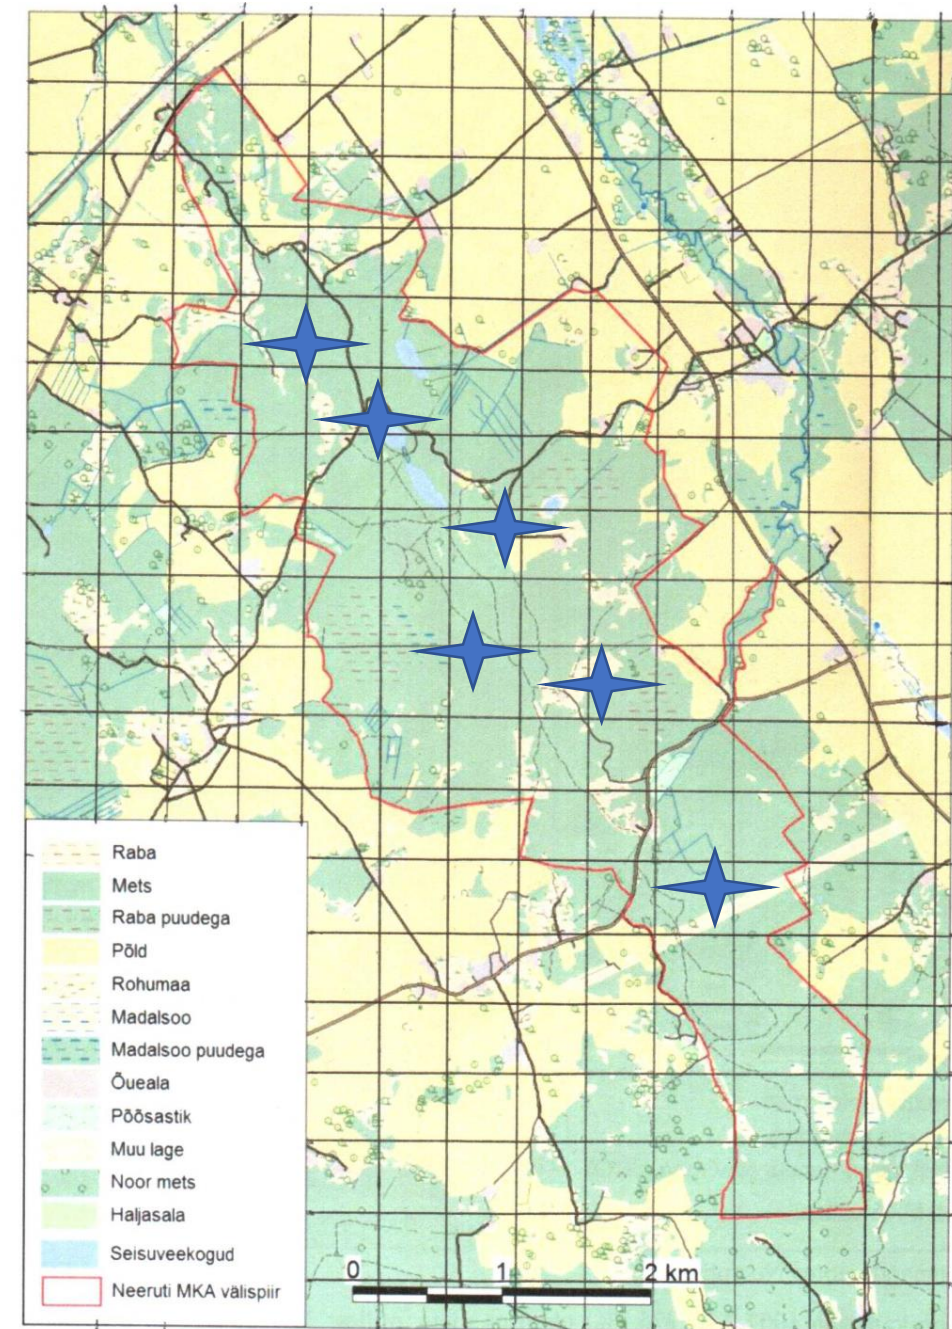 Raba
Mets
Raba puudega
Põld
Rohumaa
Madalsoo
Madalsoo puudega
Õueala
Põõsastik
Muu lage
Noor mets
Haljasala
Seisuveekogud
Neeruti MKA välispiir
0 1 2 km